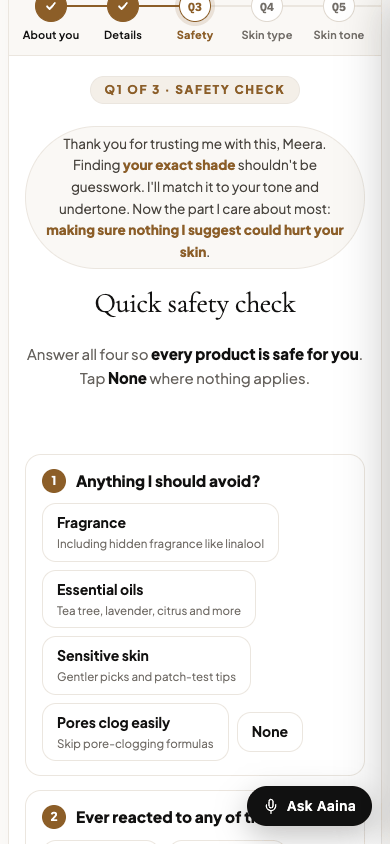 Q3
Q4
Q5
About you
Details
Safety
Skin type
Skin tone
Q1 OF 3 · SAFETY CHECK
Thank you for trusting me with this, Meera.
Finding your exact shade shouldn't be
guesswork. I'll match it to your tone and
undertone. Now the part I care about most:
making sure nothing I suggest could hurt your
skin.
Quick safety check
Answer all four so every product is safe for you.
Tap None where nothing applies.
1 Anything I should avoid?
Fragrance
Including hidden fragrance like linalool
Essential oils
Tea tree, lavender, citrus and more
Sensitive skin
Gentler picks and patch-test tips
Pores clog easily
Skip pore-clogging formulas
None
2 Ever reacted to any of
Ask Aaina